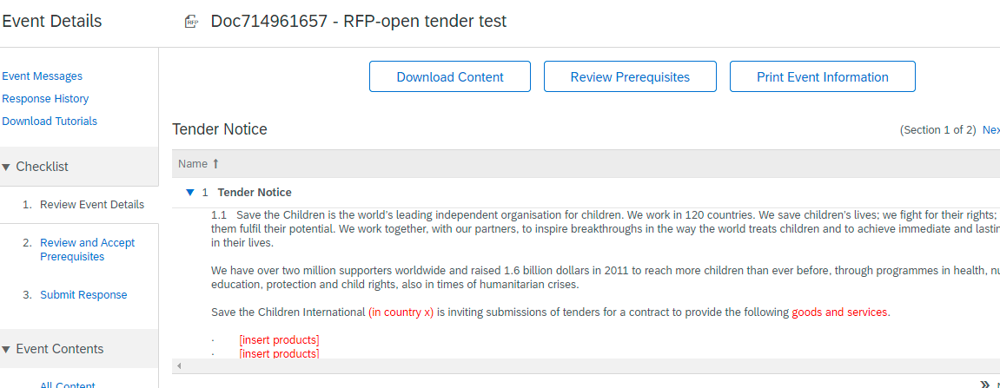 Event Details
RFP
Doc714961657 - RFP-open tender test
Event Messages
Response History
Download Tutorials
Download Content
Review Prerequisites
Print Event Information
Tender Notice
(Section 1 of 2)
▼ Checklist
1. Review Event Details
2. Review and Accept
Prerequisites
3. Submit Response
▼ Event Contents
All Content
Name ↑
▼ 1 Tender Notice
1.1 Save the Children is the world's leading independent organisation for children. We work in 120 countries. We save children's lives; we fight for their rights;
them fulfil their potential. We work together, with our partners, to inspire breakthroughs in the way the world treats children and to achieve immediate and
in their lives.
We have over two million supporters worldwide and raised 1.6 billion dollars in 2011 to reach more children than ever before, through programmes in health,
education, protection and child rights, also in times of humanitarian crises.
Save the Children International (in country x) is inviting submissions of tenders for a contract to provide the following goods and services.
· [insert products]
· [insert products]